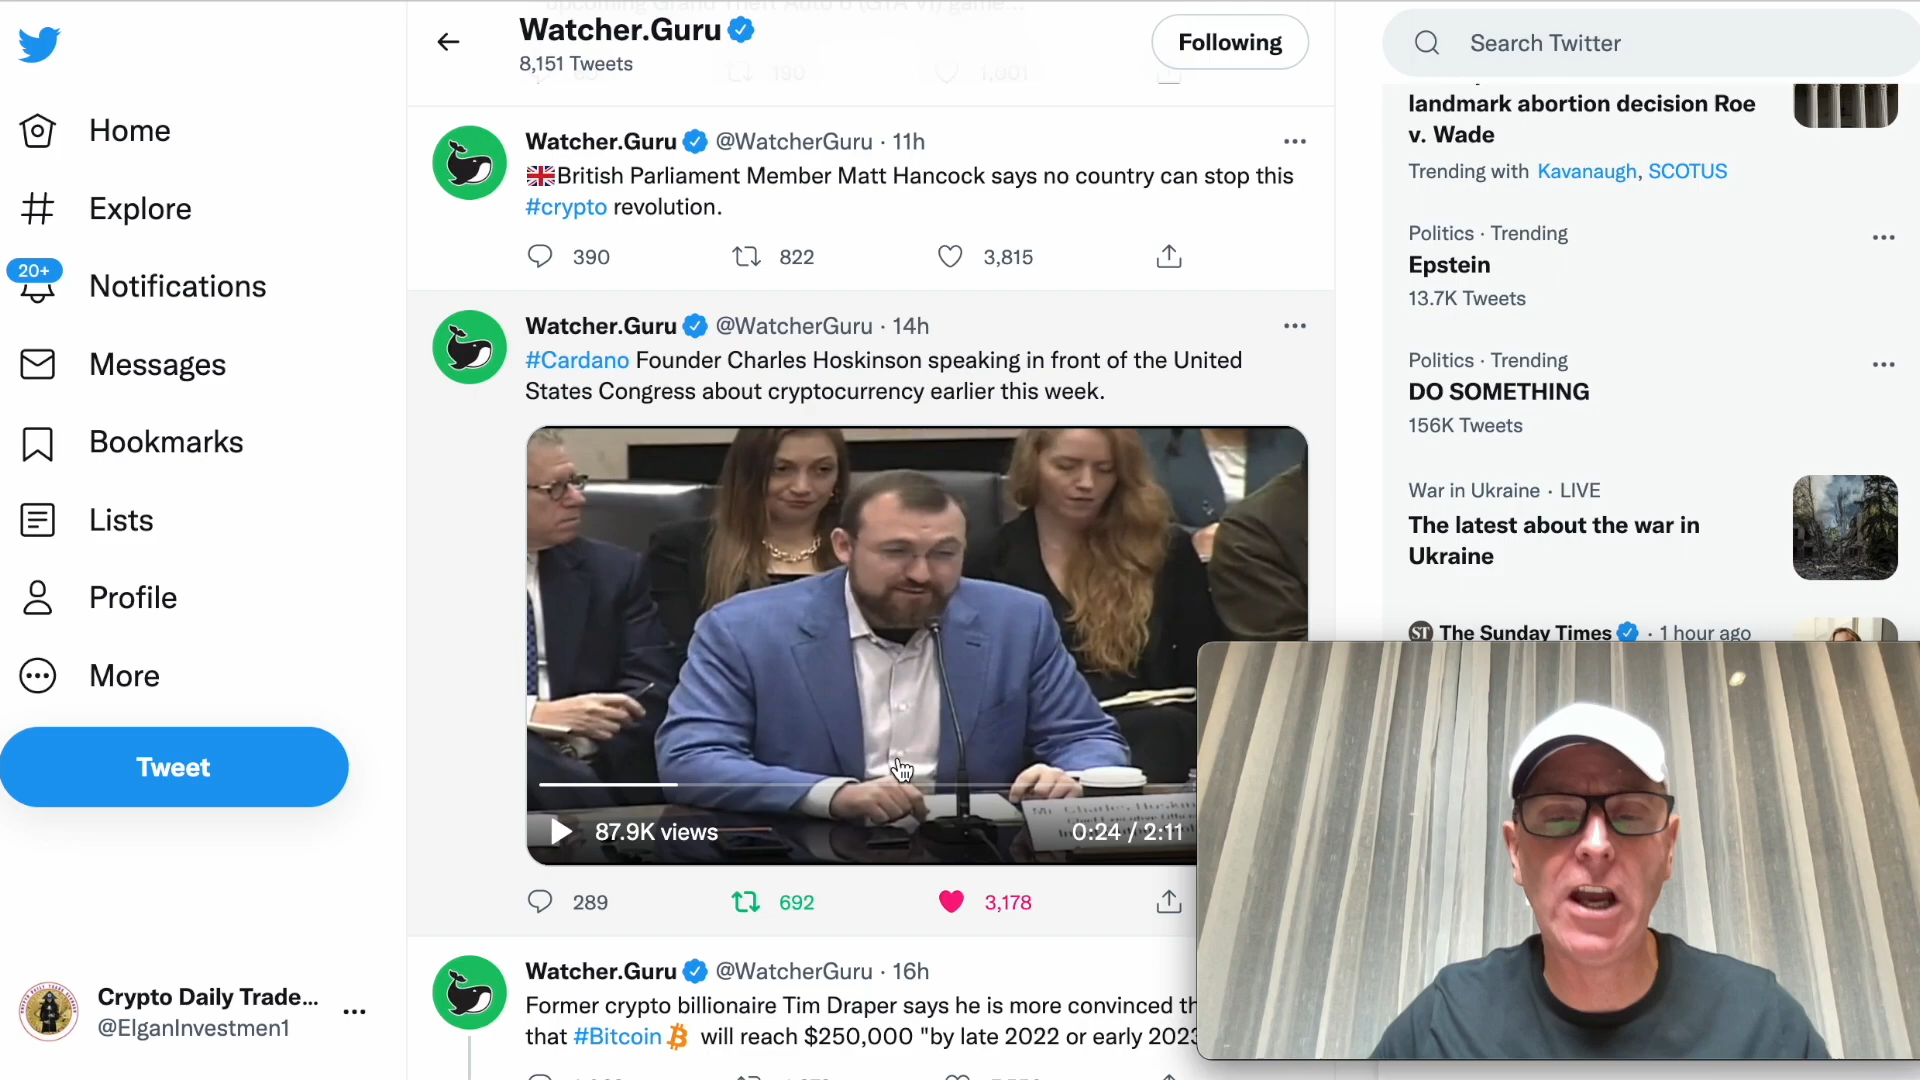 Home
Explore
20+
Notifications
Messages
Bookmarks
Lists
Profile
More
Tweet
Crypto Daily Trade...
@ElganInvestmen1
Watcher.Guru
8,151 Tweets
Following
Watcher.Guru @WatcherGuru · 11h
British Parliament Member Matt Hancock says no country can stop this
#crypto revolution.
390 822 3,815
Watcher.Guru @WatcherGuru · 14h
#Cardano Founder Charles Hoskinson speaking in front of the United
States Congress about cryptocurrency earlier this week.
Mr. Charles Hoskin
87.9K views
0:24 / 2:11
289 692 3,178
Watcher.Guru @WatcherGuru · 16h
Former crypto billionaire Tim Draper says he is more convinced th
that #Bitcoin will reach $250,000 "by late 2022 or early 2023
Search Twitter
landmark abortion decision Roe
v. Wade
Trending with Kavanaugh, SCOTUS
Politics · Trending
Epstein
13.7K Tweets
Politics · Trending
DO SOMETHING
156K Tweets
War in Ukraine · LIVE
The latest about the war in
Ukraine
ST The Sunday Times · 1 hour ago